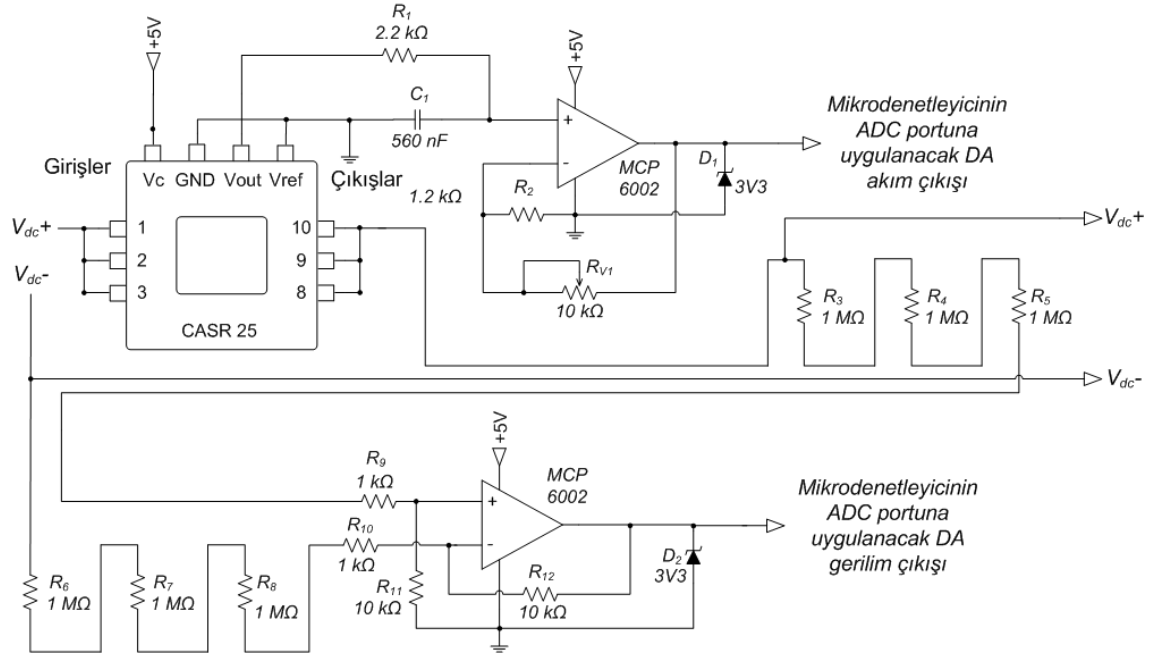 +5V
R1
2.2 kΩ
C1
560 nF
+5V
Mikrodenetleyicinin
ADC portuna
uygulanacak DA
akım çıkışı
Girişler
Vc GND Vout Vref
Çıkışlar
+
-
MCP
6002
D1
3V3
1.2 kΩ
R2
Vdc+
1
2
3
10
9
8
CASR 25
Vdc-
RV1
10 kΩ
Vdc+
R3
1 MΩ
R4
1 MΩ
R5
1 MΩ
Vdc-
+5V
R9
1 kΩ
MCP
6002
+
-
R10
1 kΩ
Mikrodenetleyicinin
ADC portuna
uygulanacak DA
gerilim çıkışı
D2
3V3
R6
1 MΩ
R7
1 MΩ
R8
1 MΩ
R11
10 kΩ
R12
10 kΩ